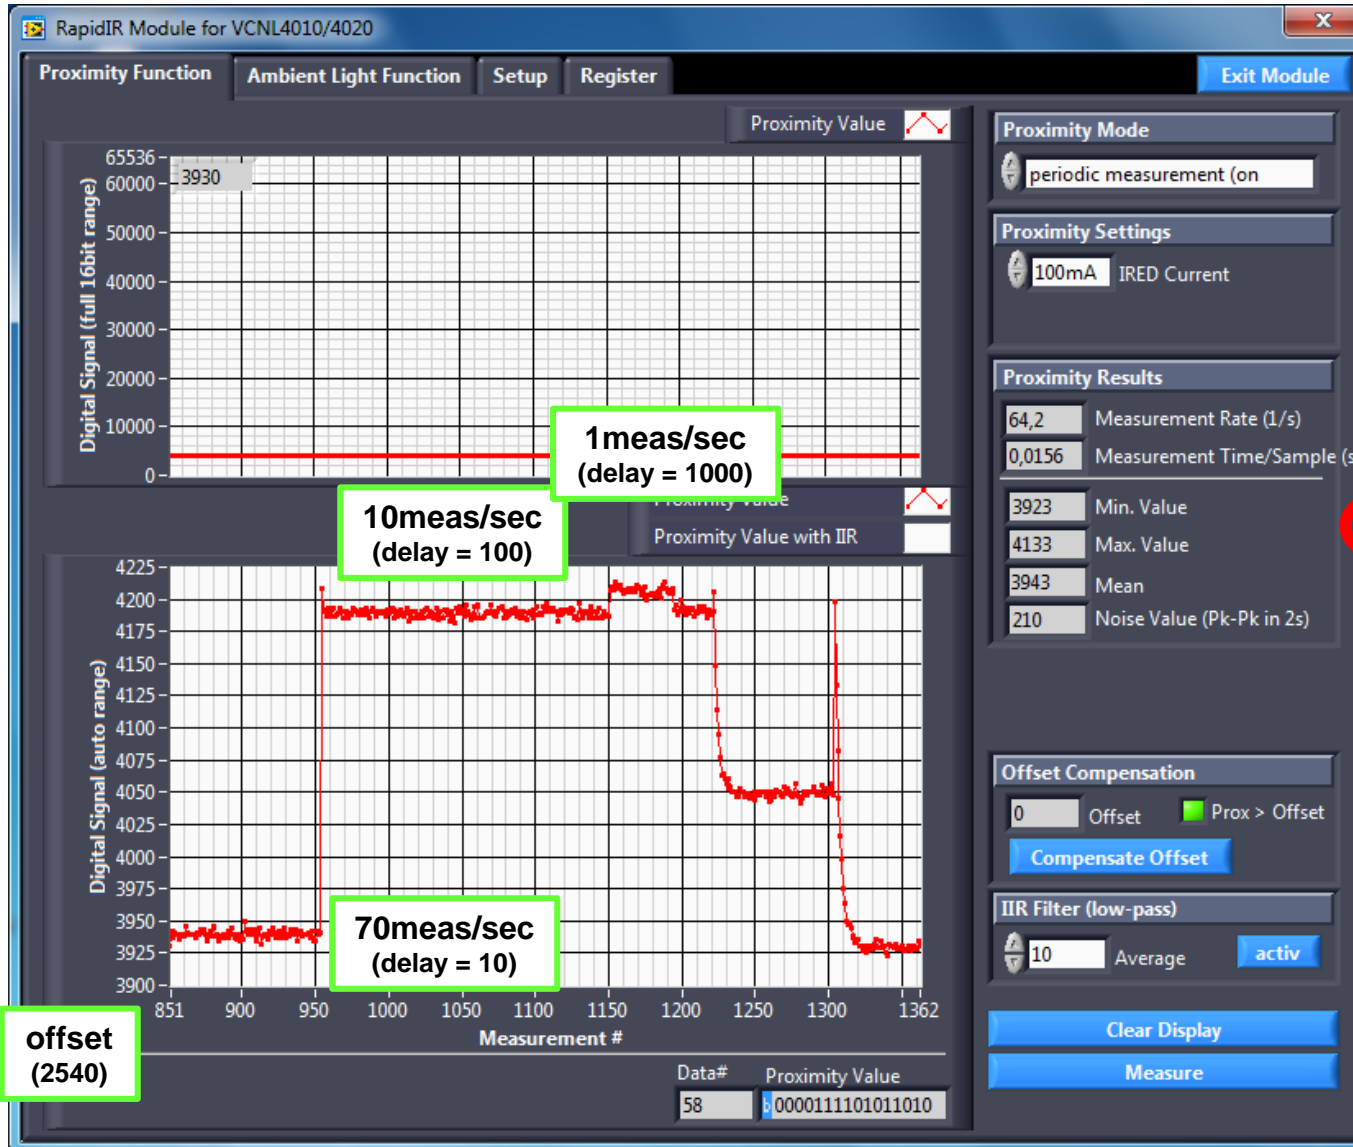 RapidIR Module for VCNL4010/4020
x
Proximity Function
Ambient Light Function
Setup
Register
Exit Module
Proximity Value
65536
60000
50000
40000
30000
20000
10000
0
Digital Signal (full 16bit range)
3930
1meas/sec
(delay = 1000)
10meas/sec
(delay = 100)
Proximity Value
Proximity Value with IIR
4225
4200
4175
4150
4125
4100
4075
4050
4025
4000
3975
3950
3925
3900
Digital Signal (auto range)
70meas/sec
(delay = 10)
851 900 950 1000 1050 1100 1150 1200 1250 1300 1362
Measurement #
offset
(2540)
Data#
58
Proximity Value
b 0000111101011010
Proximity Mode
periodic measurement (on
Proximity Settings
100mA IRED Current
Proximity Results
64,2 Measurement Rate (1/s)
0,0156 Measurement Time/Sample (s
3923 Min. Value
4133 Max. Value
3943 Mean
210 Noise Value (Pk-Pk in 2s)
Offset Compensation
0 Offset Prox > Offset
Compensate Offset
IIR Filter (low-pass)
10 Average activ
Clear Display
Measure